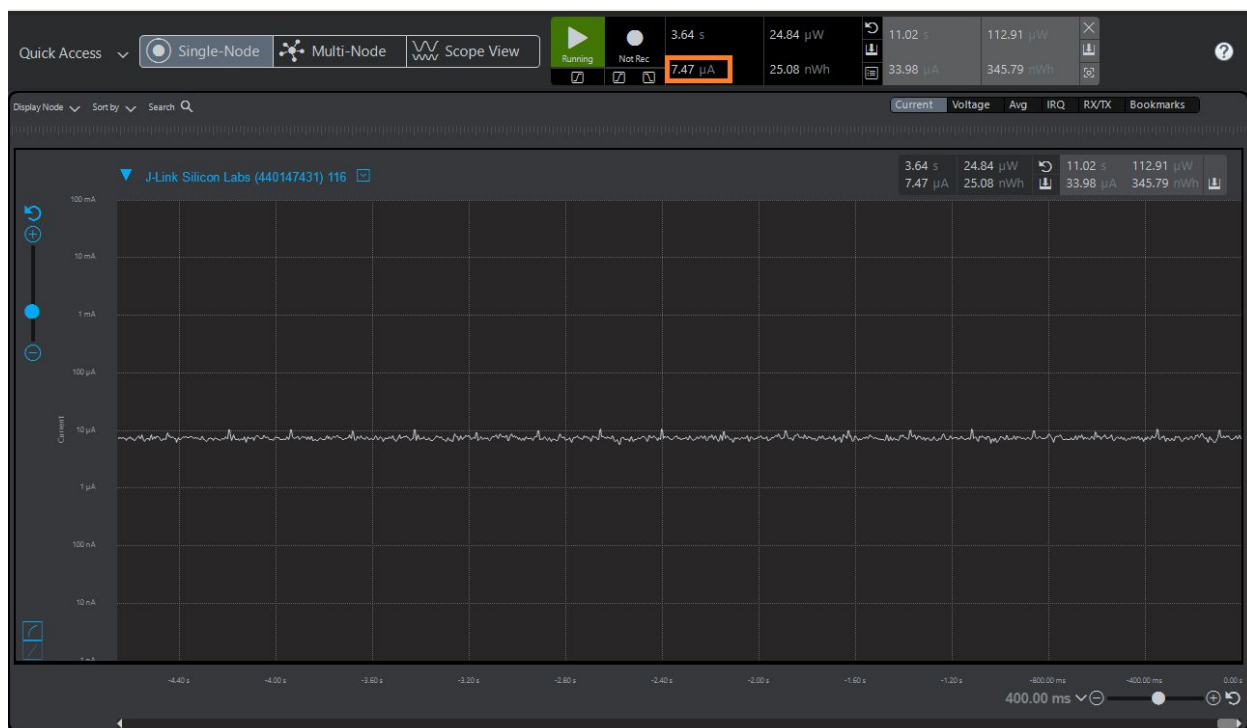 Quick Access
Single-Node
Multi-Node
Scope View
Running
Not Rec
3.64 s
24.84 µW
7.47 µA
25.08 nWh
11.02 s
112.91 µW
33.98 µA
345.79 nWh
?
Display Node
Sort by
Search
Current
Voltage
Avg
IRQ
RX/TX
Bookmarks
J-Link Silicon Labs (440147431) 116
3.64 s 24.84 µW 11.02 s 112.91 µW
7.47 µA 25.08 nWh 33.98 µA 345.79 nWh
100 mA
10 mA
1 mA
100 µA
10 µA
1 µA
100 nA
10 nA
Current
-4.40 s
-4.00 s
-3.60 s
-3.20 s
-2.80 s
-2.40 s
-2.00 s
-1.60 s
-1.20 s
-800.00 ms
-400.00 ms
0.00 s
400.00 ms